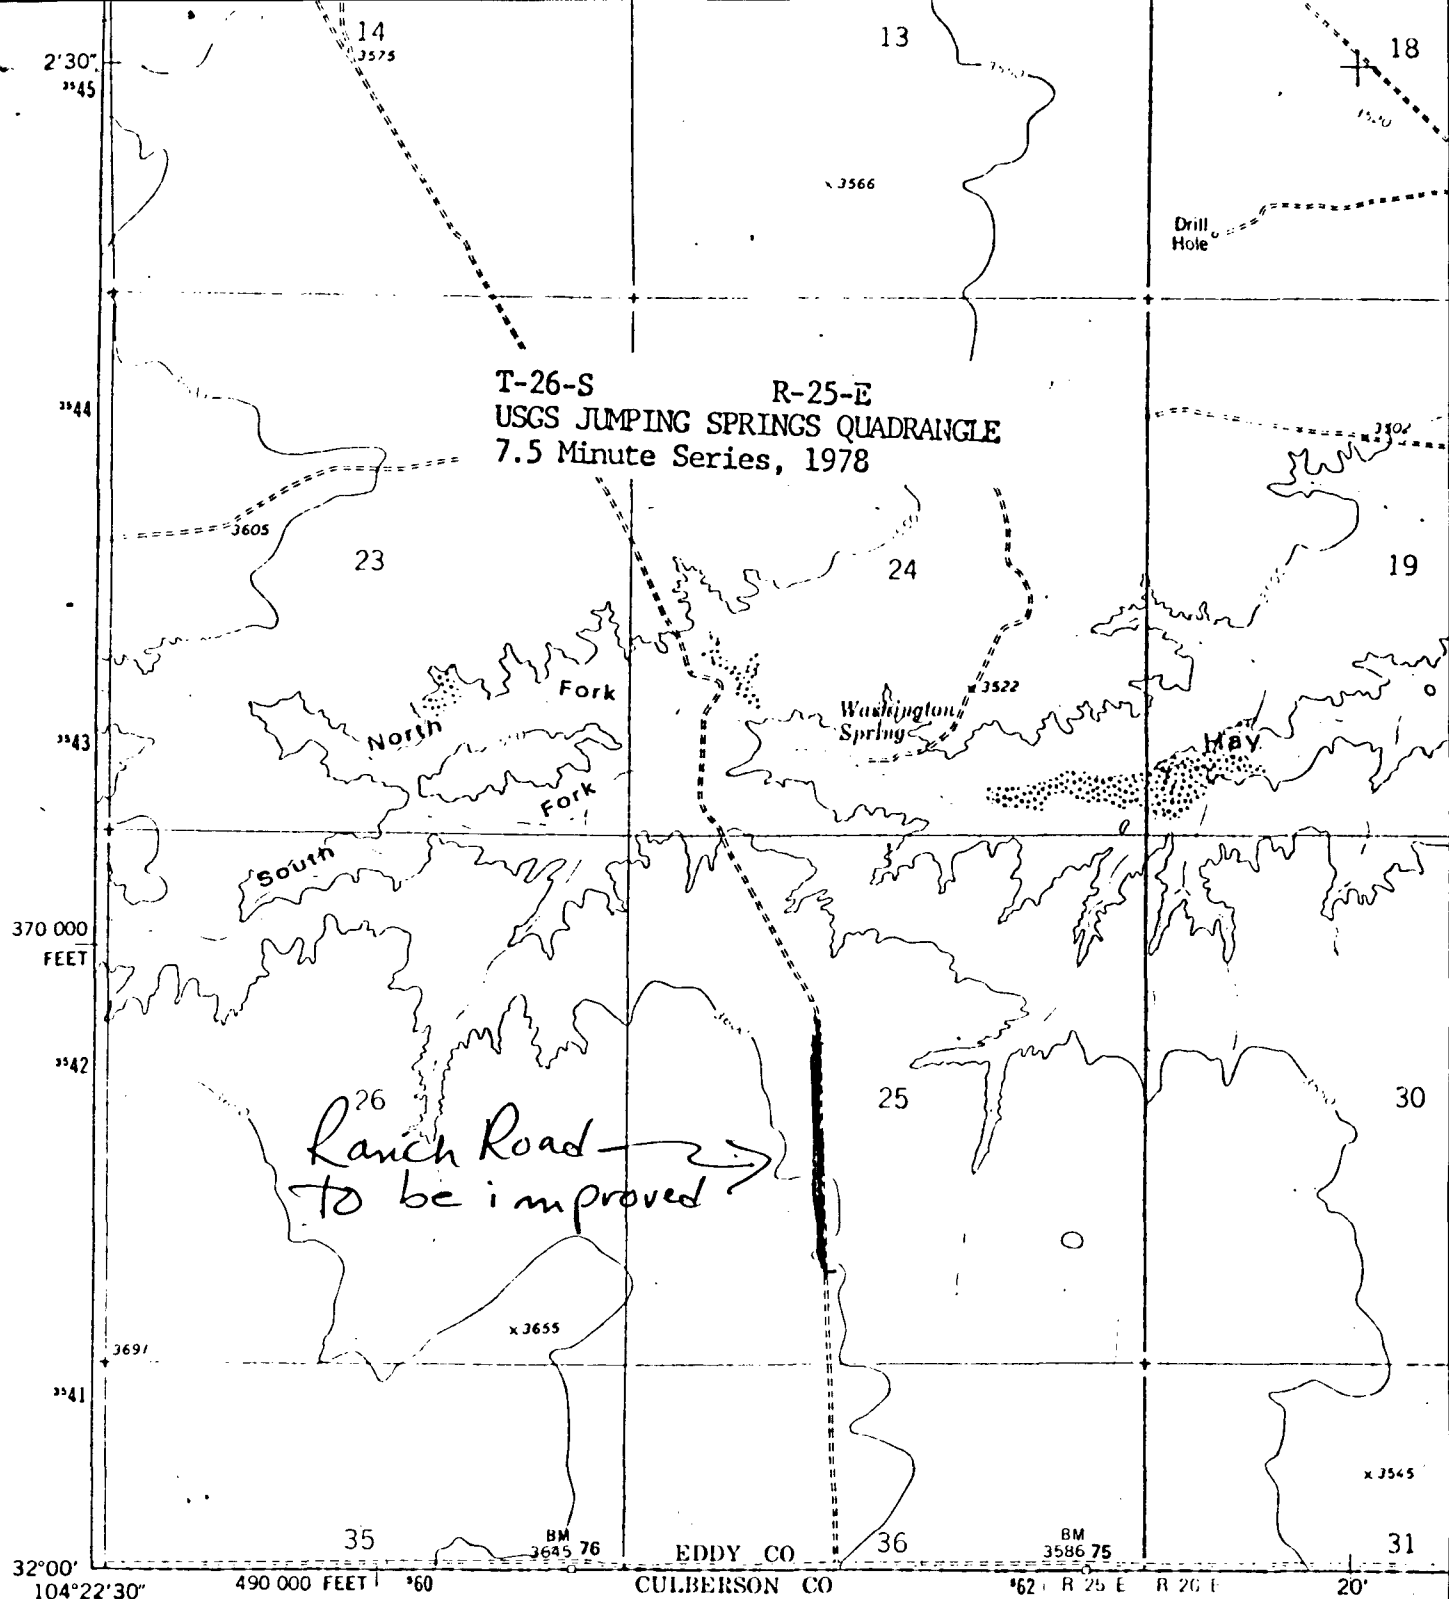 14
13
18
3575
2'30"
³⁵45
3566
Drill
Hole
T-26-S R-25-E
USGS JUMPING SPRINGS QUADRANGLE
7.5 Minute Series, 1978
³⁵44
3605
23
24
19
Fork
3522
Washington
Spring
North
³⁵43
Hay
Fork
South
370 000
FEET
³⁵42
26
25
30
Ranch Road
to be improved
x 3655
³⁵41
x 3545
35
BM
3645 76
EDDY CO
36
BM
3586 75
31
32°00'
104°22'30"
490 000 FEET
⁵60
CULBERSON CO
⁵62
R 25 E
20'